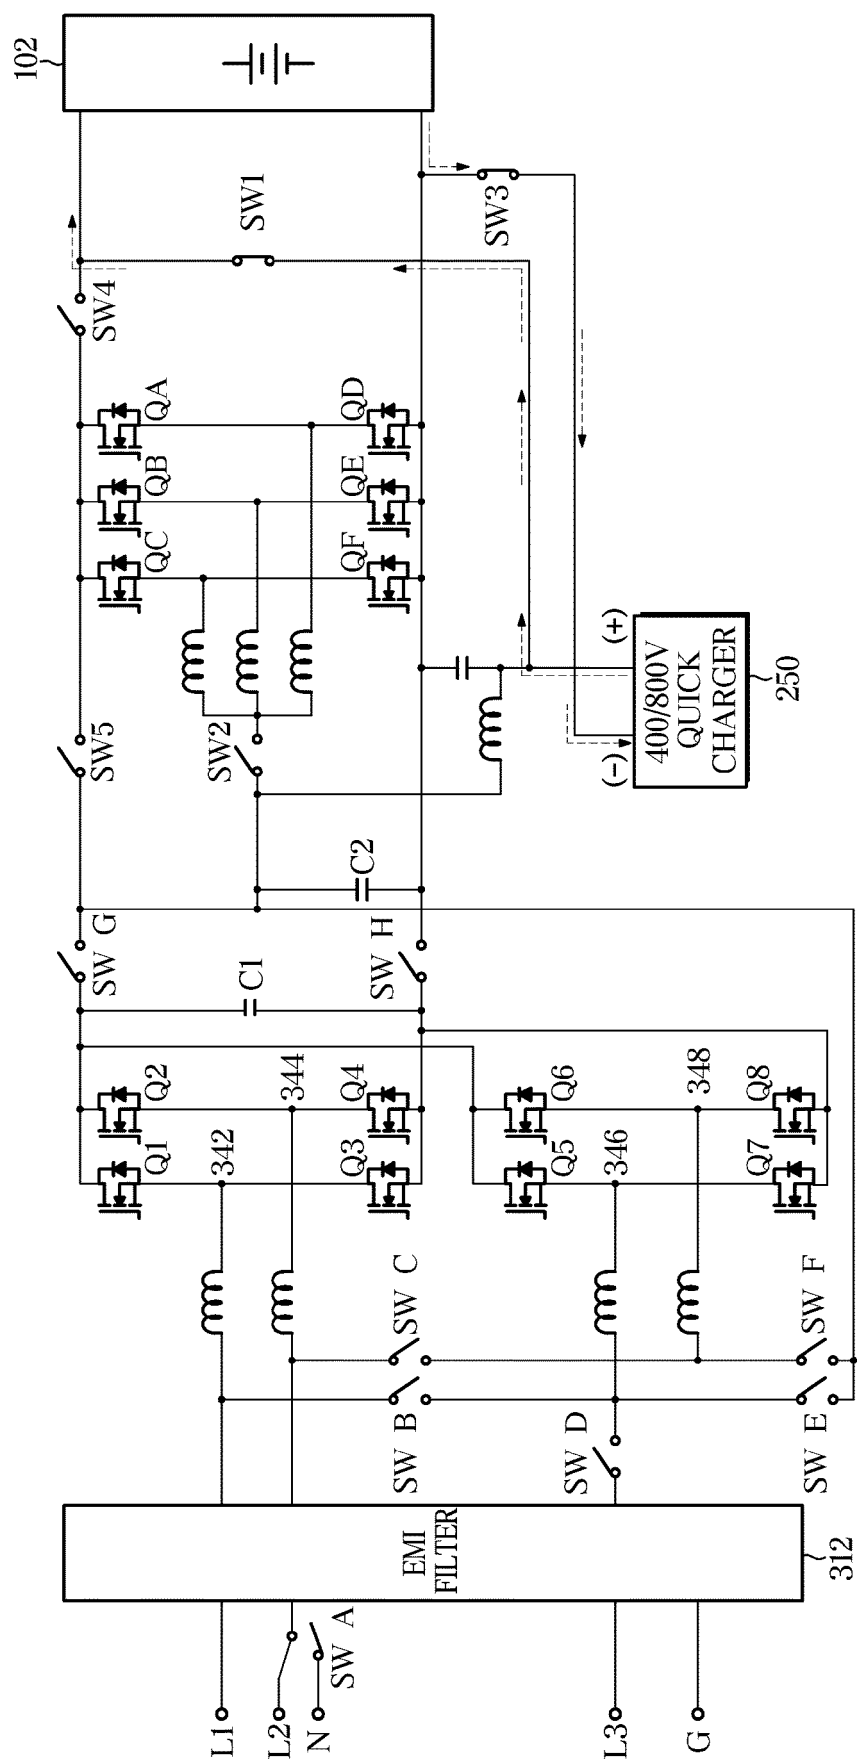 L1
L2
N
SW A
L3
G
EMI
FILTER
312
SW B
SW C
SW D
SW E
SW F
342
344
346
348
Q1
Q2
Q3
Q4
Q5
Q6
Q7
Q8
C1
SW G
SW H
C2
SW5
SW2
QC
QB
QA
QF
QE
QD
SW4
SW1
SW3
102
(-)
(+)
400/800V
QUICK
CHARGER
250